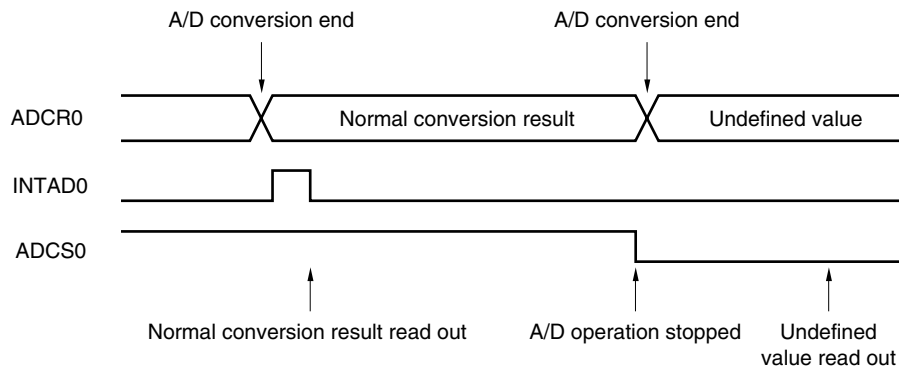 A/D conversion end A/D conversion end
ADCR0 Normal conversion result Undefined value
INTAD0
ADCS0
Normal conversion result read out A/D operation stopped Undefined
value read out